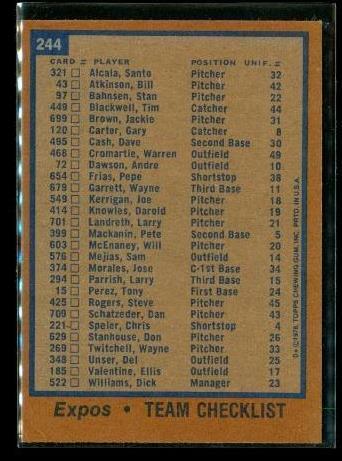 244
CARD # PLAYER POSITION UNIF. #
321 Alcala, Santo Pitcher 32
43 Atkinson, Bill Pitcher 42
97 Bahnsen, Stan Pitcher 22
449 Blackwell, Tim Catcher 44
699 Brown, Jackie Pitcher 31
120 Carter, Gary Catcher 8
495 Cash, Dave Second Base 30
468 Cromartie, Warren Outfield 49
72 Dawson, Andre Outfield 10
654 Frias, Pepe Shortstop 38
679 Garrett, Wayne Third Base 11
549 Kerrigan, Joe Pitcher 18
414 Knowles, Darold Pitcher 19
701 Landreth, Larry Pitcher 21
399 Mackanin, Pete Second Base 5
603 McEnaney, Will Pitcher 20
576 Mejias, Sam Outfield 14
374 Morales, Jose C-1st Base 34
294 Parrish, Larry Third Base 15
15 Perez, Tony First Base 24
425 Rogers, Steve Pitcher 45
709 Schatzeder, Dan Pitcher 43
221 Speier, Chris Shortstop 4
629 Stanhouse, Don Pitcher 26
269 Twitchell, Wayne Pitcher 33
348 Unser, Del Outfield 25
185 Valentine, Ellis Outfield 17
522 Williams, Dick Manager 23
Expos • TEAM CHECKLIST
©1978 TOPPS CHEWING GUM, INC. PRTD. IN U.S.A.